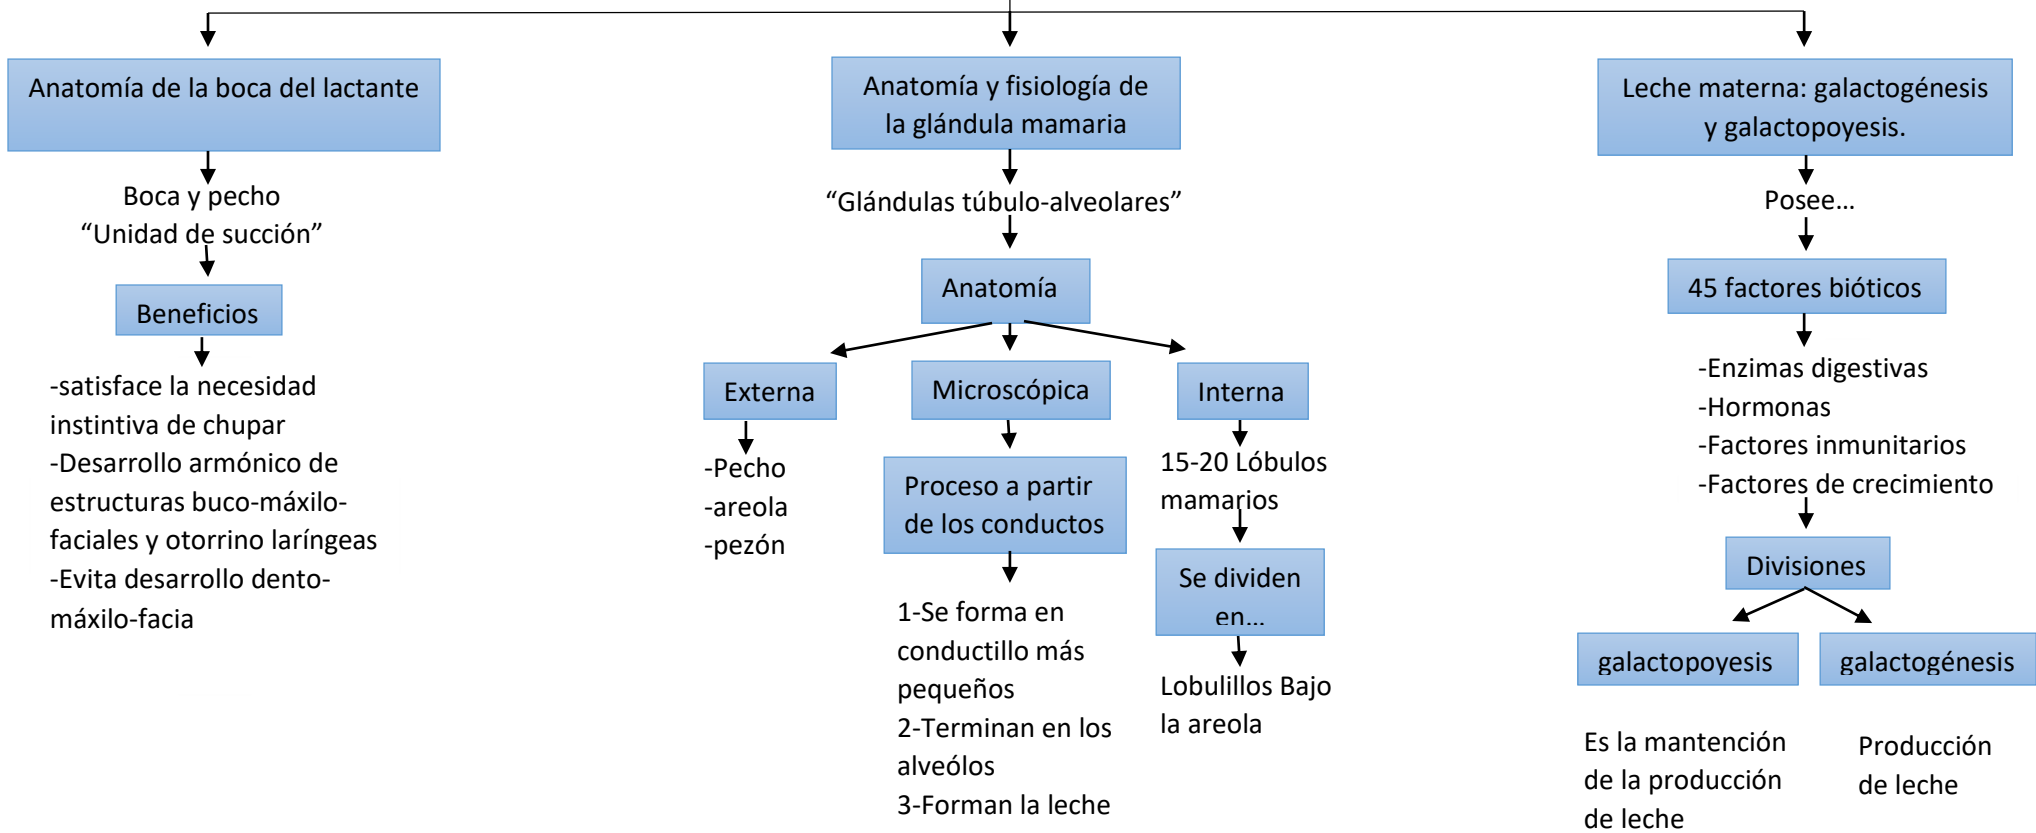 Anatomía de la boca del lactante
Boca y pecho
“Unidad de succión”
Beneficios
-satisface la necesidad
instintiva de chupar
-Desarrollo armónico de
estructuras buco-máxilo-
faciales y otorrino laríngeas
-Evita desarrollo dento-
máxilo-facia
Anatomía y fisiología de
la glándula mamaria
“Glándulas túbulo-alveolares”
Anatomía
Externa
-Pecho
-areola
-pezón
Microscópica
Proceso a partir
de los conductos
1-Se forma en
conductillo más
pequeños
2-Terminan en los
alveólos
3-Forman la leche
Interna
15-20 Lóbulos
mamarios
Se dividen
en...
Lobulillos Bajo
la areola
Leche materna: galactogénesis
y galactopoyesis.
Posee...
45 factores bióticos
-Enzimas digestivas
-Hormonas
-Factores inmunitarios
-Factores de crecimiento
Divisiones
galactopoyesis
Es la mantención
de la producción
de leche
galactogénesis
Producción
de leche